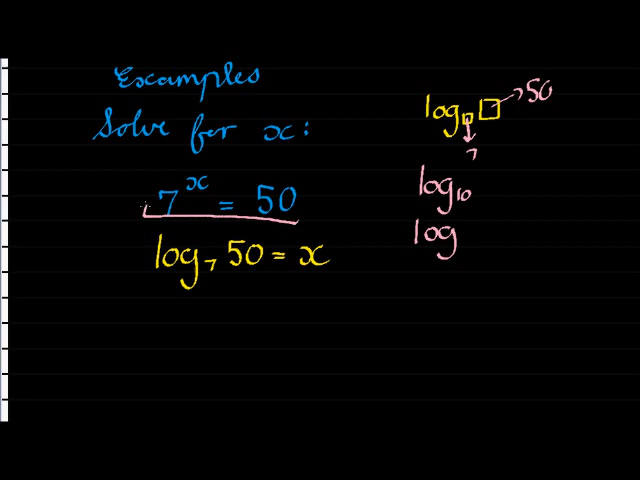 Examples
Solve for x:
7^x = 50
log₇ 50 = x
log □ → 50
7
log₁₀
log